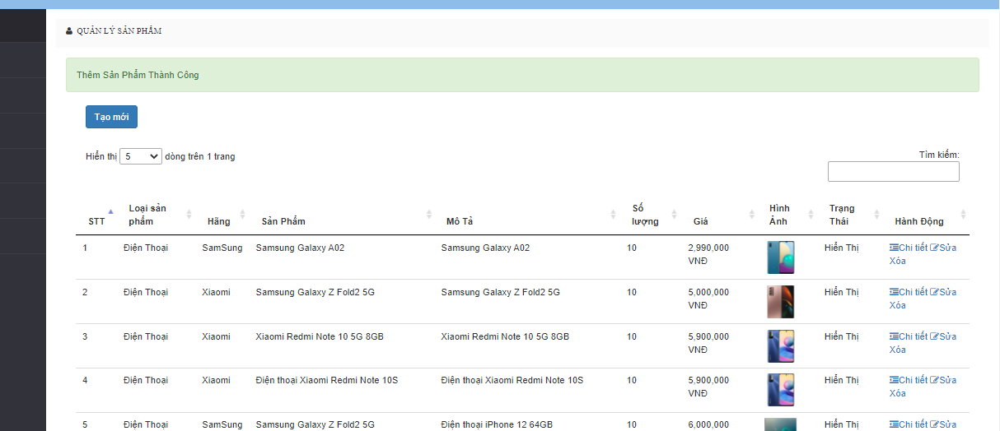 QUẢN LÝ SẢN PHẨM
Thêm Sản Phẩm Thành Công
Tạo mới
Hiển thị 5 dòng trên 1 trang
Tìm kiếm:
STT Loại sản phẩm Hãng Sản Phẩm Mô Tả Số lượng Giá Hình Ảnh Trạng Thái Hành Động
1 Điện Thoại SamSung Samsung Galaxy A02 Samsung Galaxy A02 10 2,990,000 VNĐ Hiển Thị Chi tiết Sửa Xóa
2 Điện Thoại Xiaomi Samsung Galaxy Z Fold2 5G Samsung Galaxy Z Fold2 5G 10 5,000,000 VNĐ Hiển Thị Chi tiết Sửa Xóa
3 Điện Thoại Xiaomi Xiaomi Redmi Note 10 5G 8GB Xiaomi Redmi Note 10 5G 8GB 10 5,900,000 VNĐ Hiển Thị Chi tiết Sửa Xóa
4 Điện Thoại Xiaomi Điện thoại Xiaomi Redmi Note 10S Điện thoại Xiaomi Redmi Note 10S 10 5,900,000 VNĐ Hiển Thị Chi tiết Sửa Xóa
5 Điện Thoại SamSung Samsung Galaxy Z Fold2 5G Điện thoại iPhone 12 64GB 10 6,000,000 Hiển Thị Chi tiết Sửa